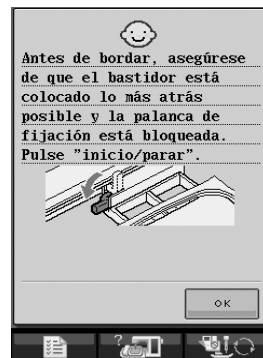 Antes de bordar, asegúrese
de que el bastidor está
colocado lo más atrás
posible y la palanca de
fijación está bloqueada.
Pulse "inicio/parar".
OK
?